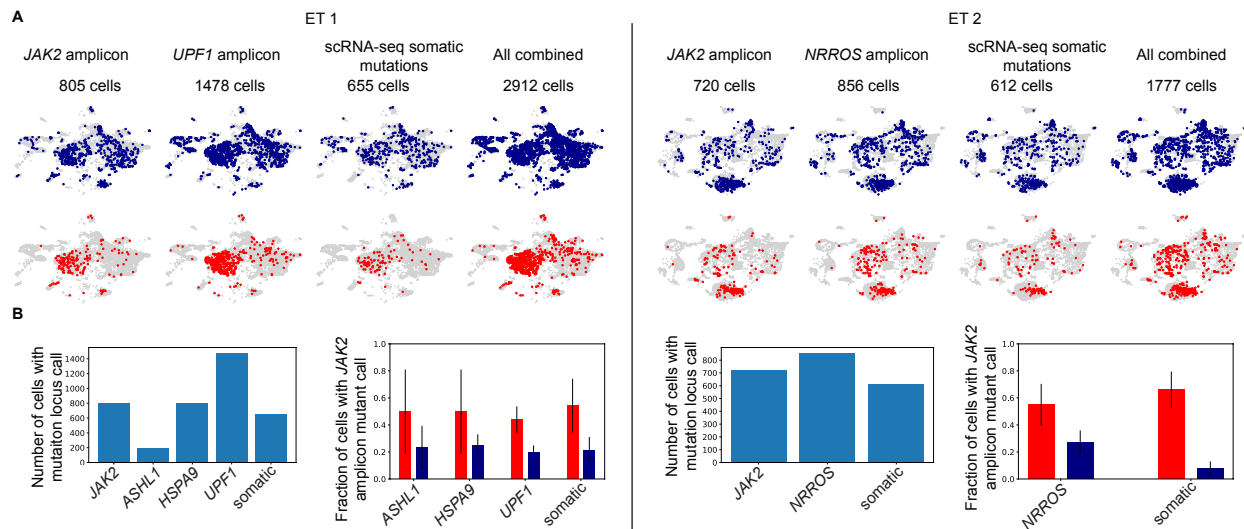 A
ET 1
ET 2
JAK2 amplicon
UPF1 amplicon
scRNA-seq somatic
mutations
All combined
805 cells
1478 cells
655 cells
2912 cells
JAK2 amplicon
NRROS amplicon
scRNA-seq somatic
mutations
All combined
720 cells
856 cells
612 cells
1777 cells
B
Number of cells with
mutaiton locus call
1400
1200
1000
800
600
400
200
0
JAK2
ASHL1
HSPA9
UPF1
somatic
Fraction of cells with JAK2
amplicon mutant call
1.0
0.8
0.6
0.4
0.2
0.0
ASHL1
HSPA9
UPF1
somatic
Number of cells with
mutation locus call
800
700
600
500
400
300
200
100
0
JAK2
NRROS
somatic
Fraction of cells with JAK2
amplicon mutant call
1.0
0.8
0.6
0.4
0.2
0.0
NRROS
somatic